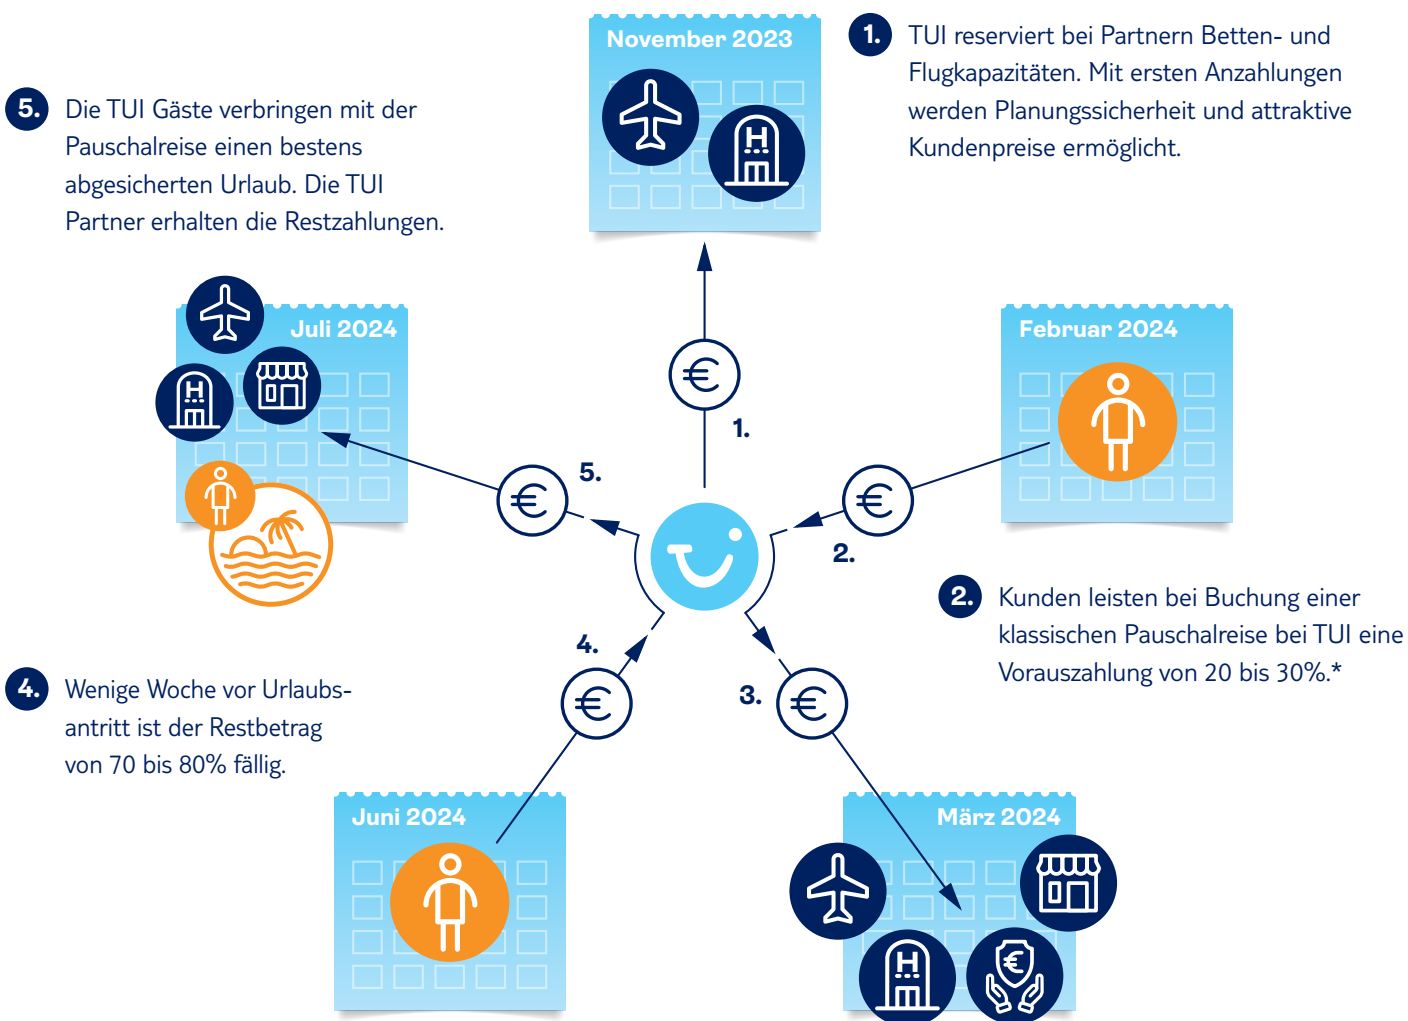 November 2023
1.
TUI reserviert bei Partnern Betten- und
Flugkapazitäten. Mit ersten Anzahlungen
werden Planungssicherheit und attraktive
Kundenpreise ermöglicht.
5.
Die TUI Gäste verbringen mit der
Pauschalreise einen bestens
abgesicherten Urlaub. Die TUI
Partner erhalten die Restzahlungen.
H
Juli 2024
H
Februar 2024
€
1.
5.
€
€
2.
2.
Kunden leisten bei Buchung einer
klassischen Pauschalreise bei TUI eine
Vorauszahlung von 20 bis 30%.*
4.
Wenige Woche vor Urlaubs-
antritt ist der Restbetrag
von 70 bis 80% fällig.
4.
€
3.
€
Juni 2024
März 2024
H
€